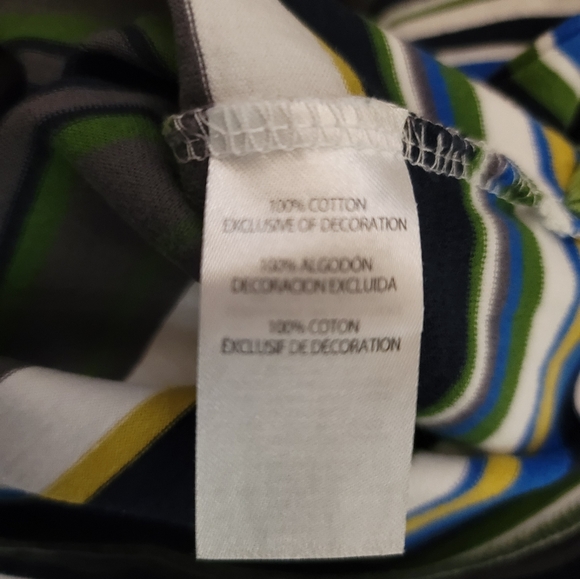 100% COTTON
EXCLUSIVE OF DECORATION
100% ALGODÓN
DECORACION EXCLUIDA
100% COTON
EXCLUSIF DE DECORATION